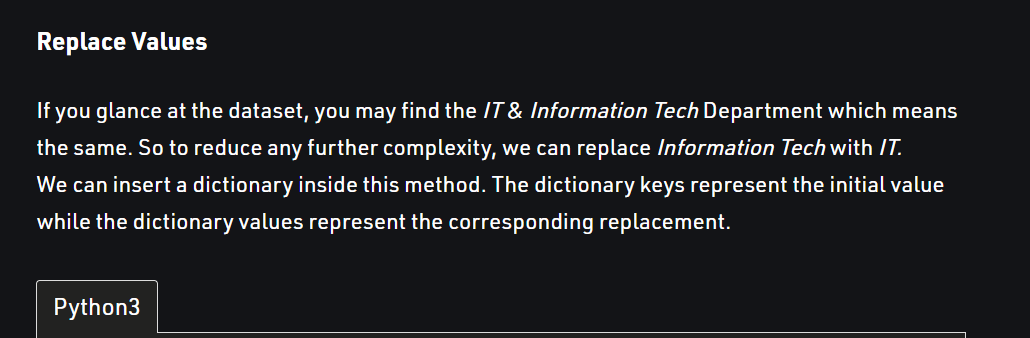 Replace Values
If you glance at the dataset, you may find the IT & Information Tech Department which means
the same. So to reduce any further complexity, we can replace Information Tech with IT.
We can insert a dictionary inside this method. The dictionary keys represent the initial value
while the dictionary values represent the corresponding replacement.
Python3